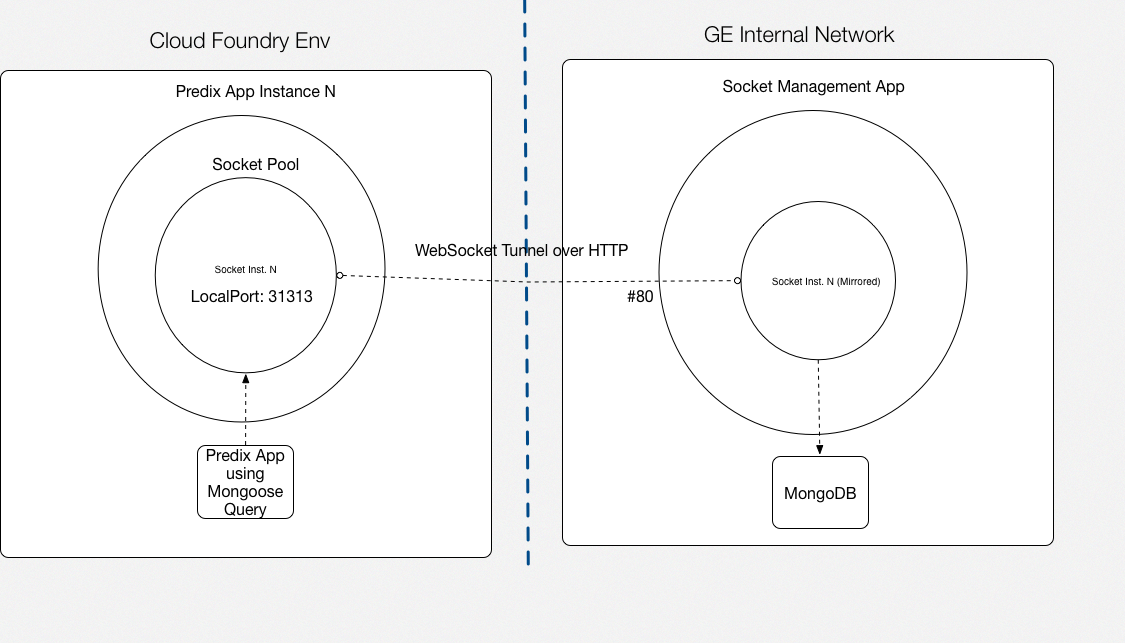 Cloud Foundry Env
GE Internal Network
Predix App Instance N
Socket Management App
Socket Pool
WebSocket Tunnel over HTTP
Socket Inst. N
LocalPort: 31313
#80
Socket Inst. N (Mirrored)
Predix App
using
Mongoose
Query
MongoDB